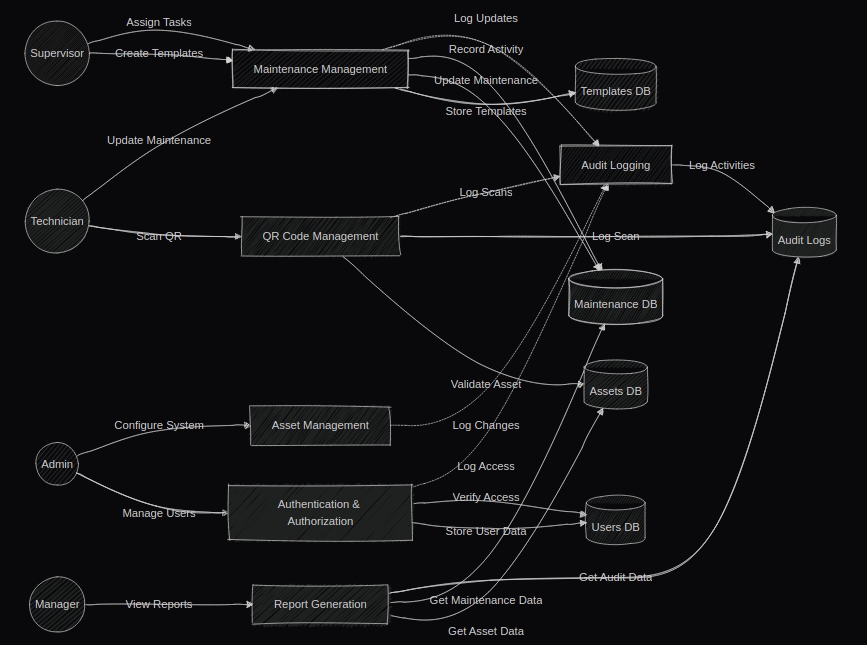 Log Updates
Assign Tasks
Supervisor
Create Templates
Record Activity
Maintenance Management
Update Maintenance
Templates DB
Store Templates
Update Maintenance
Audit Logging
Log Activities
Log Scans
Technician
Scan QR
QR Code Management
Log Scan
Audit Logs
Maintenance DB
Validate Asset
Assets DB
Configure System
Asset Management
Log Changes
Admin
Log Access
Verify Access
Manage Users
Authentication &
Authorization
Store User Data
Users DB
Get Audit Data
Manager
View Reports
Report Generation
Get Maintenance Data
Get Asset Data